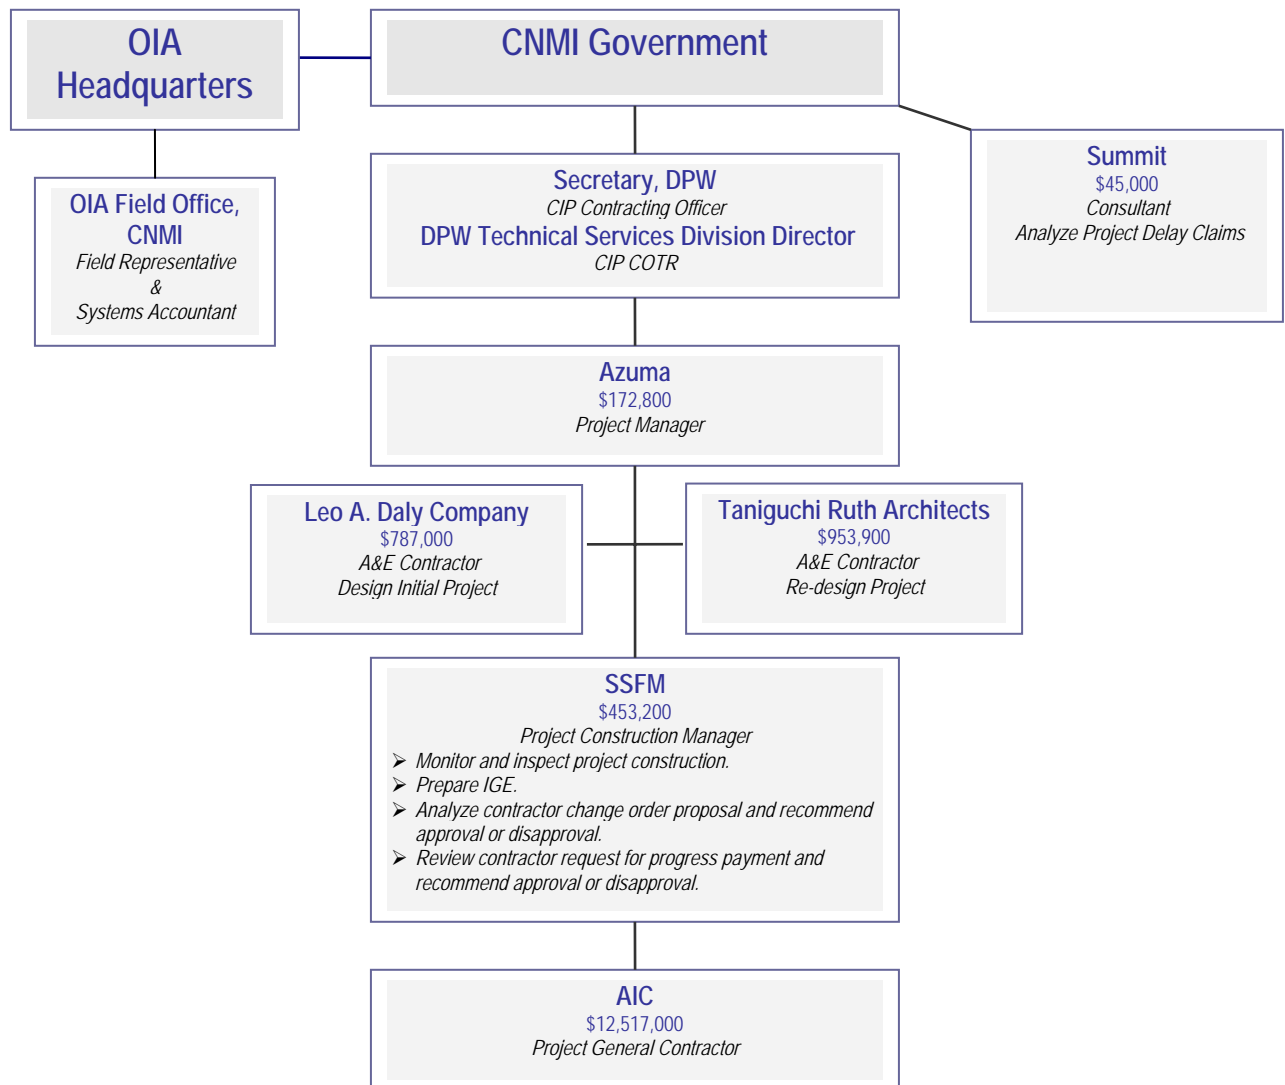 OIA
Headquarters
CNMI Government
OIA Field Office,
CNMI
Field Representative
&
Systems Accountant
Secretary, DPW
CIP Contracting Officer
DPW Technical Services Division Director
CIP COTR
Summit
$45,000
Consultant
Analyze Project Delay Claims
Azuma
$172,800
Project Manager
Leo A. Daly Company
$787,000
A&E Contractor
Design Initial Project
Taniguchi Ruth Architects
$953,900
A&E Contractor
Re-design Project
SSFM
$453,200
Project Construction Manager
➢ Monitor and inspect project construction.
➢ Prepare IGE.
➢ Analyze contractor change order proposal and recommend
approval or disapproval.
➢ Review contractor request for progress payment and
recommend approval or disapproval.
AIC
$12,517,000
Project General Contractor